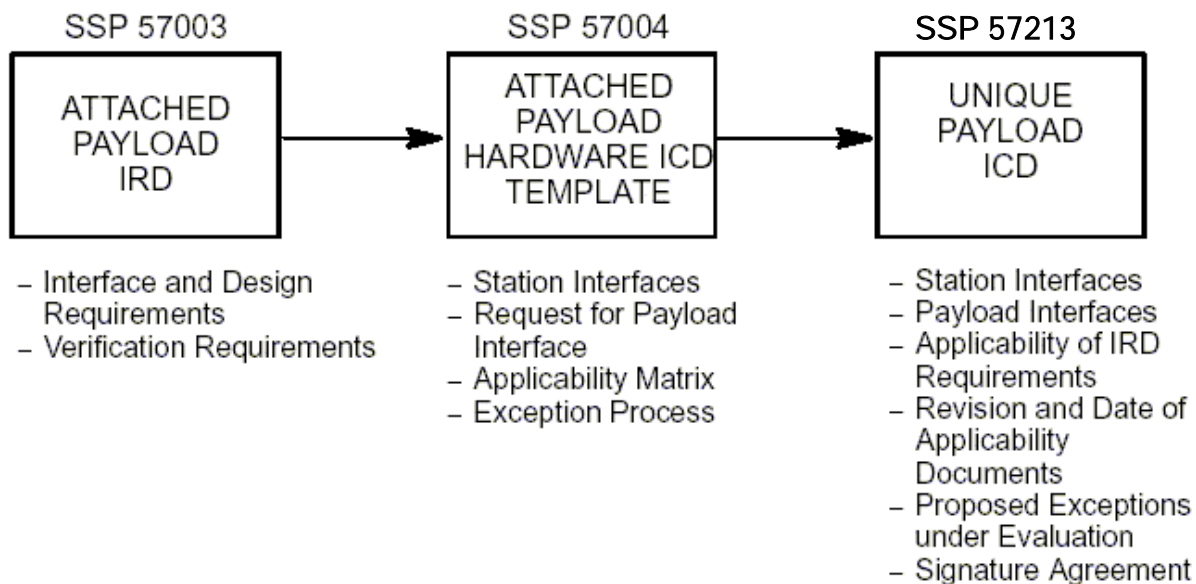 SSP 57003
ATTACHED
PAYLOAD
IRD
– Interface and Design
Requirements
– Verification Requirements
SSP 57004
ATTACHED
PAYLOAD
HARDWARE ICD
TEMPLATE
– Station Interfaces
– Request for Payload
Interface
– Applicability Matrix
– Exception Process
SSP 57213
UNIQUE
PAYLOAD
ICD
– Station Interfaces
– Payload Interfaces
– Applicability of IRD
Requirements
– Revision and Date of
Applicability
Documents
– Proposed Exceptions
under Evaluation
– Signature Agreement